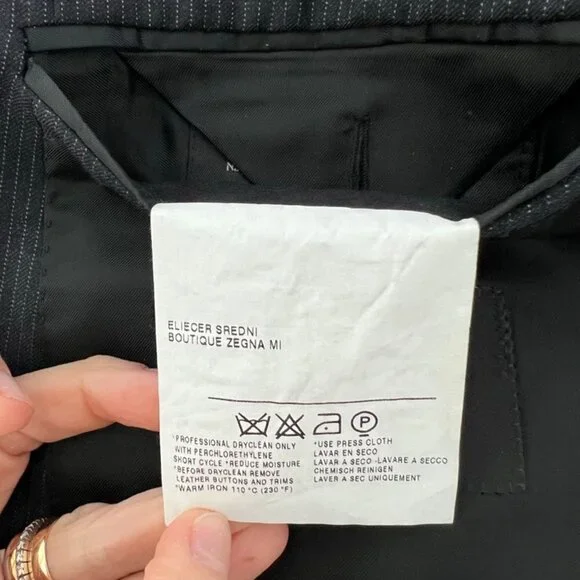 ELIECER SREDNI
BOUTIQUE ZEGNA MI
P
*PROFESSIONAL DRYCLEAN ONLY
WITH PERCHLORETHYLENE
SHORT CYCLE *REDUCE MOISTURE
*BEFORE DRYCLEAN REMOVE
LEATHER BUTTONS AND TRIMS
*WARM IRON 110 °C (230 °F)
*USE PRESS CLOTH
LAVAR EN SECO
LAVAR A SECO -LAVARE A SECCO
CHEMISCH REINIGEN
LAVER A SEC UNIQUEMENT